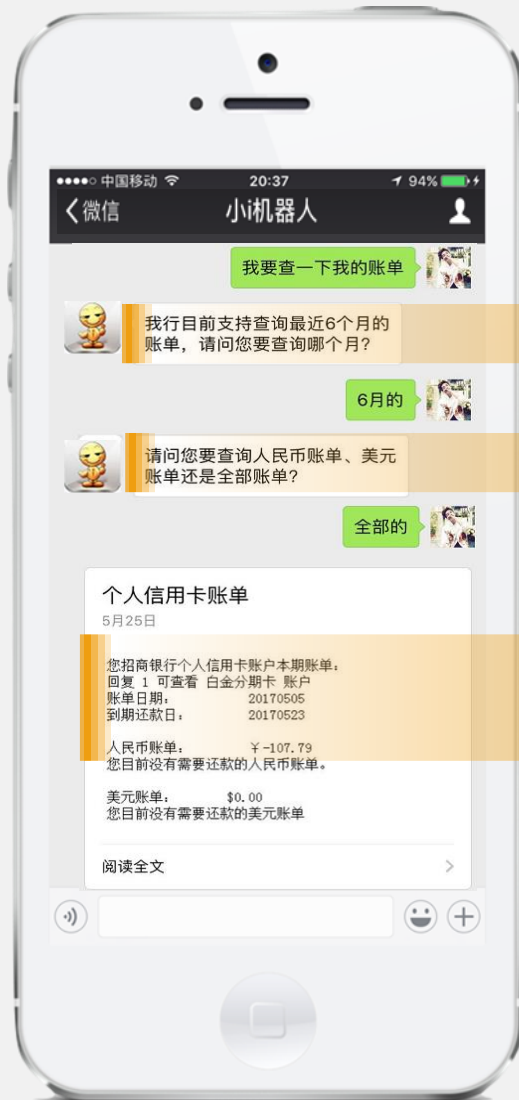 中国移动 20:37 94%
微信 小i机器人
我要查一下我的账单
我行目前支持查询最近6个月的
账单，请问您要查询哪个月？
6月的
请问您要查询人民币账单、美元
账单还是全部账单？
全部的
个人信用卡账单
5月25日
您招商银行个人信用卡账户本期账单：
回复 1 可查看 白金分期卡 账户
账单日期： 20170505
到期还款日： 20170523
人民币账单： ￥-107.79
您目前没有需要还款的人民币账单。
美元账单： $0.00
您目前没有需要还款的美元账单
阅读全文